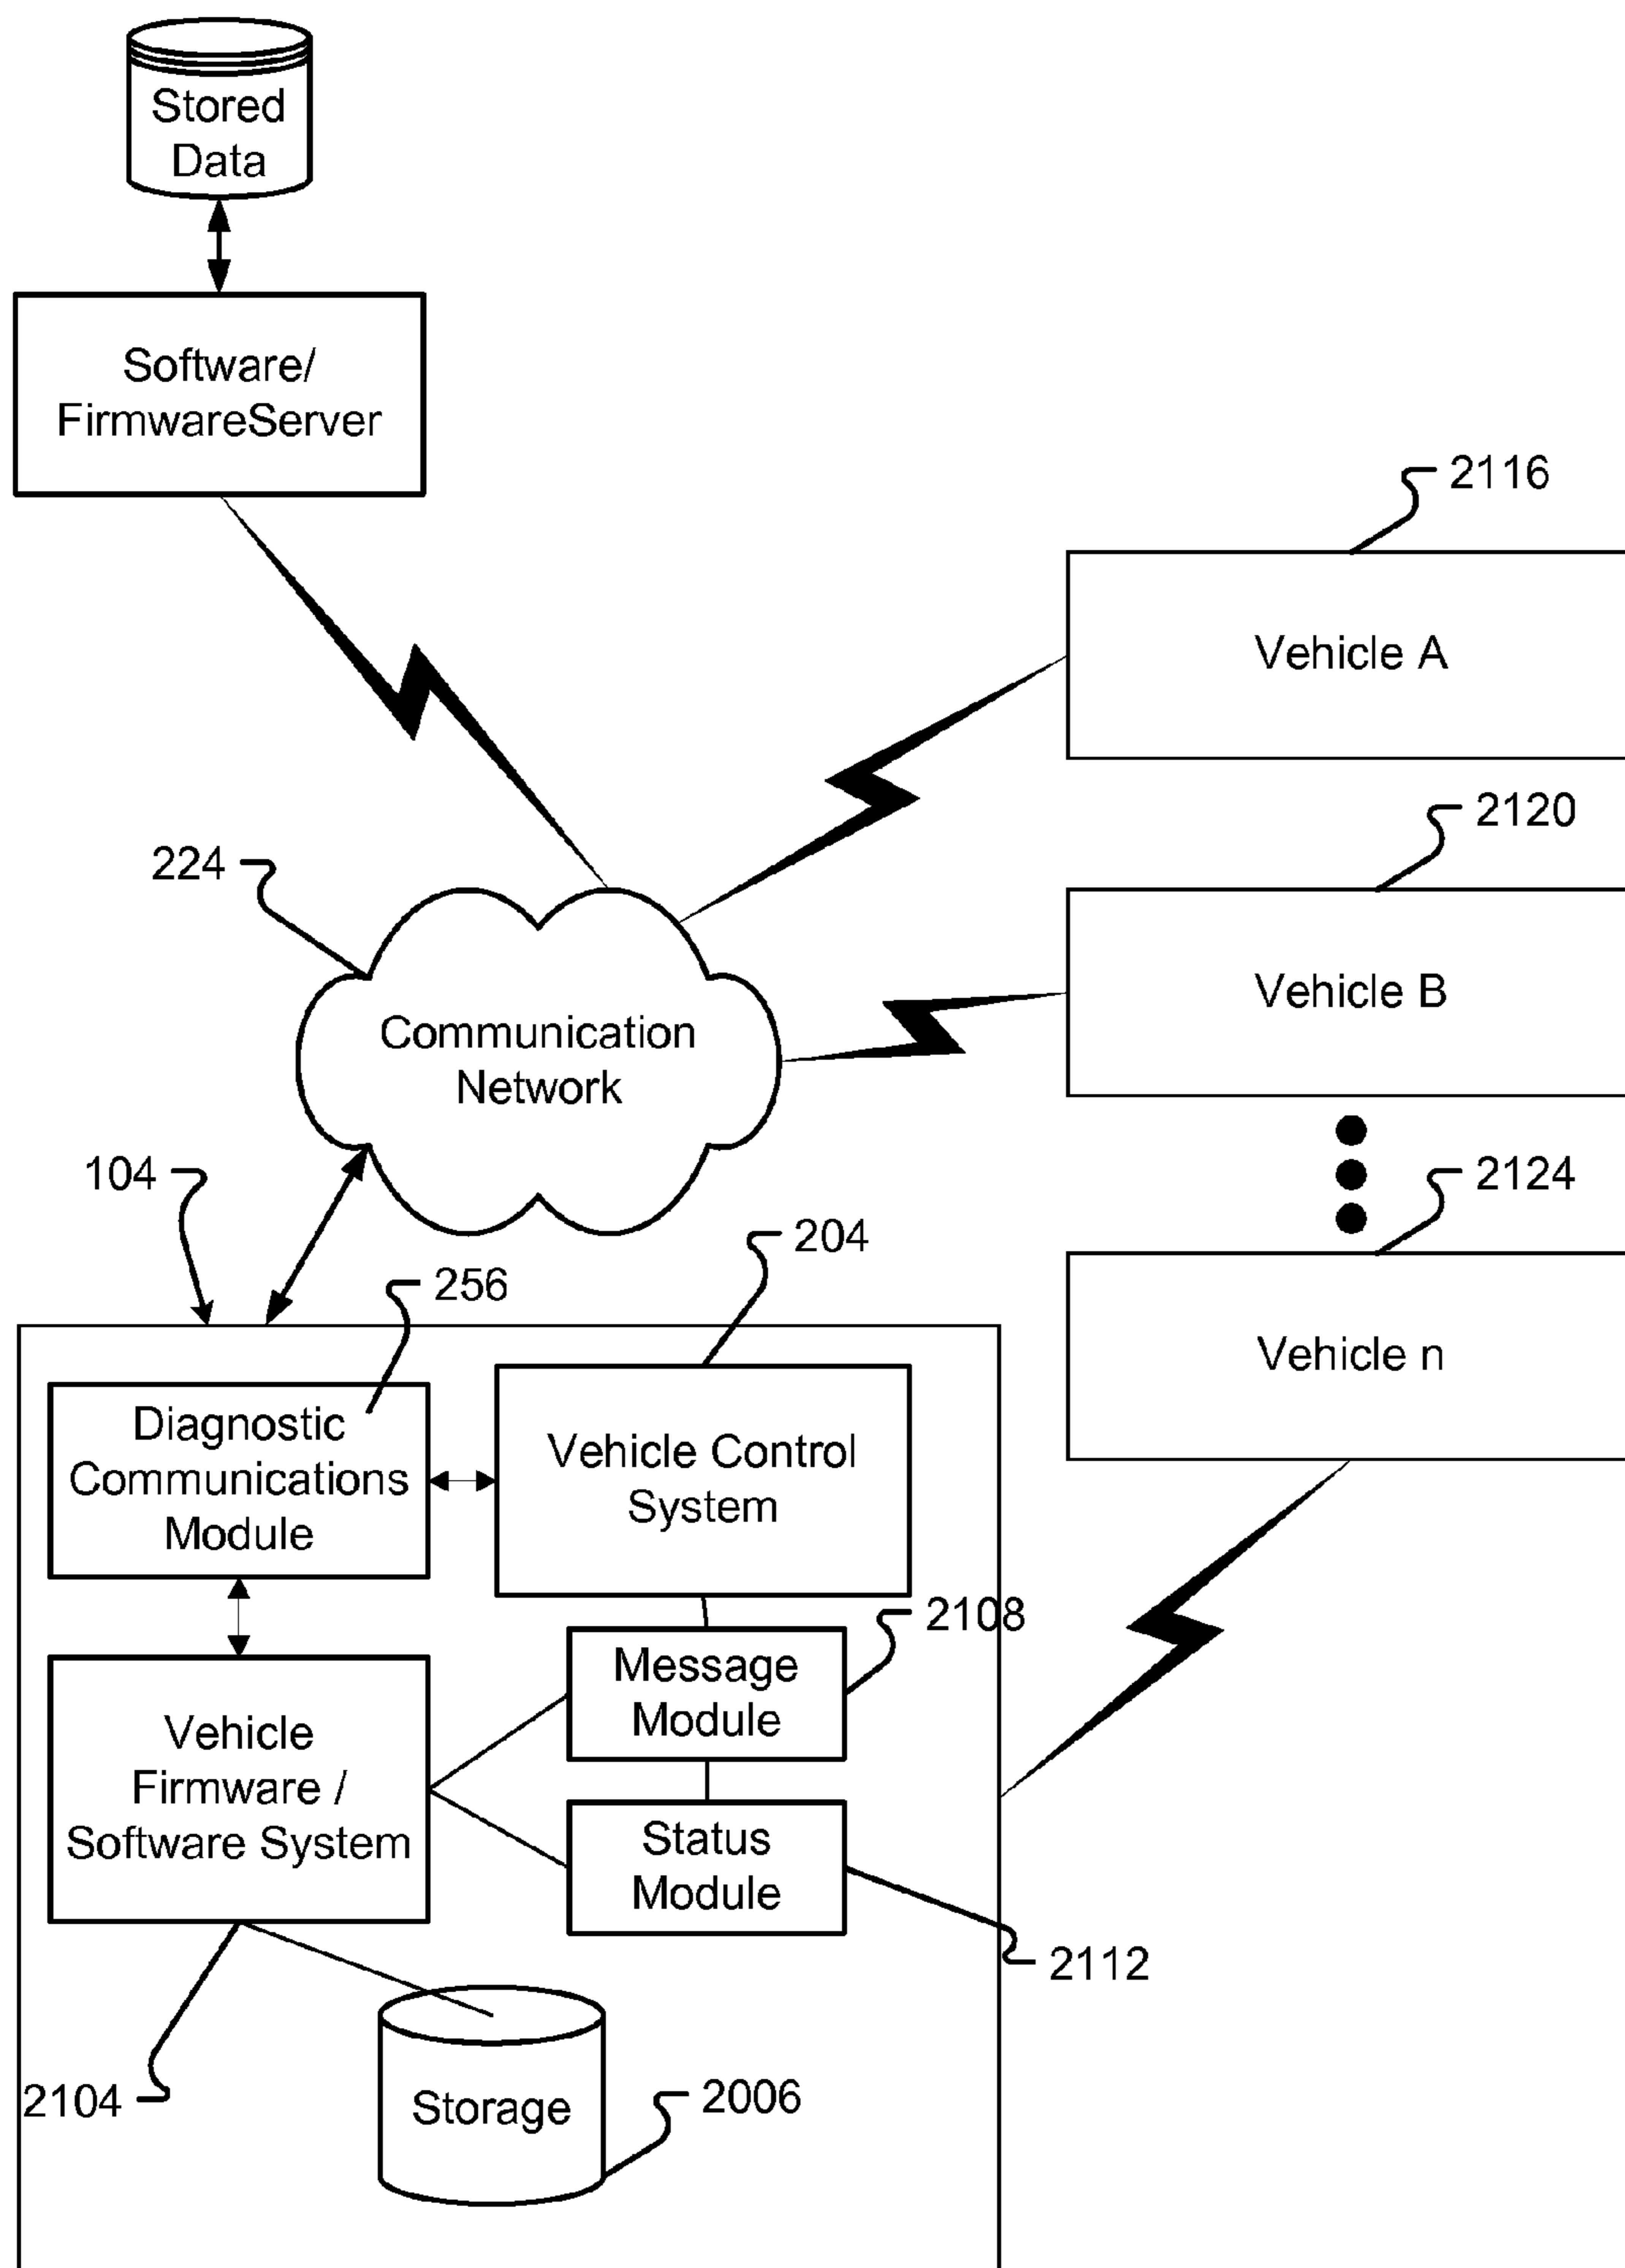 Stored
Data
Software/
FirmwareServer
2116
Vehicle A
2120
224
Vehicle B
Communication
Network
104
2124
204
256
Vehicle n
Diagnostic
Communications
Module
Vehicle Control
System
2108
Message
Module
Vehicle
Firmware /
Software System
Status
Module
2112
2104
Storage
2006